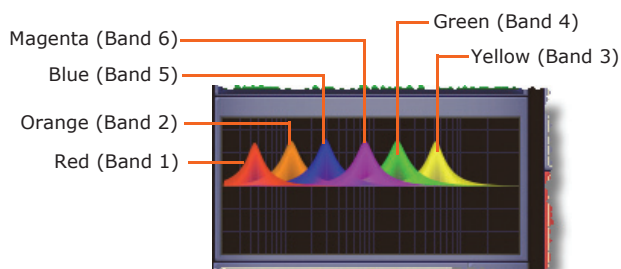 Green (Band 4)
Magenta (Band 6)
Yellow (Band 3)
Blue (Band 5)
Orange (Band 2)
Red (Band 1)